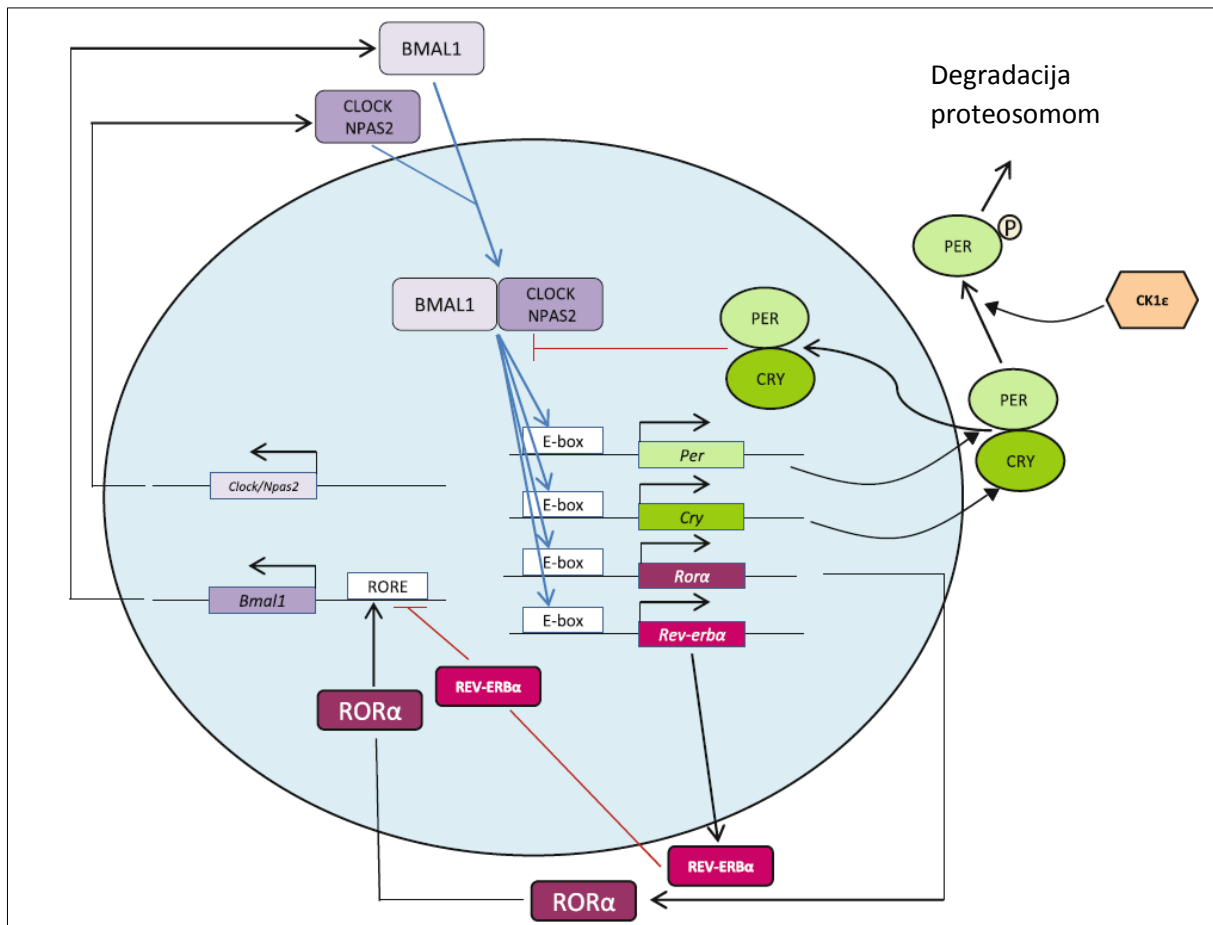 BMAL1
Degradacija
proteosomom
CLOCK
NPAS2
PER
P
CK1ε
BMAL1
CLOCK
NPAS2
PER
CRY
PER
CRY
E-box
Per
Clock/Npas2
E-box
Cry
E-box
Rorα
Bmal1
RORE
E-box
Rev-erbα
REV-ERBα
RORα
REV-ERBα
RORα